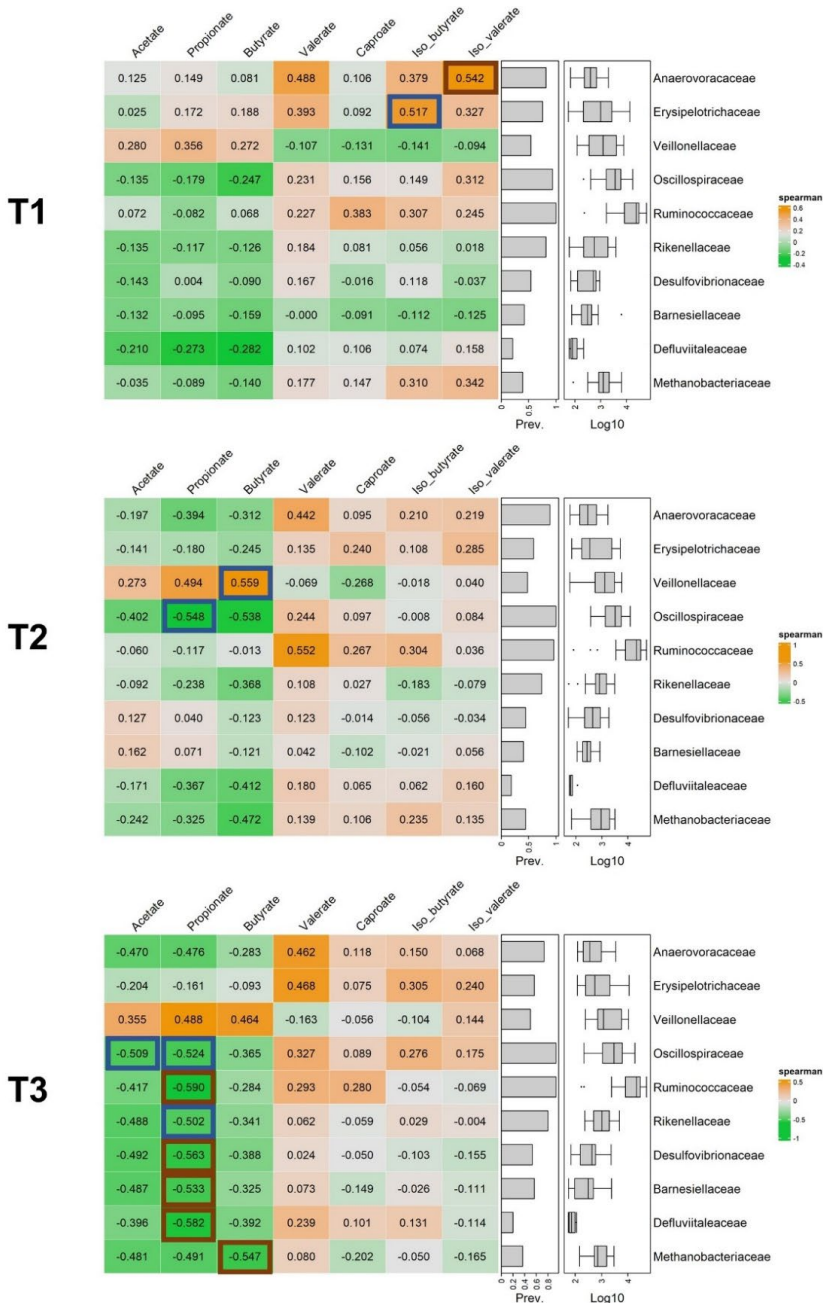 Acetate Propionate Butyrate Valerate Caproate Iso_butyrate Iso_valerate
T1
0.125 0.149 0.081 0.488 0.106 0.379 0.542 Anaerovoracaceae
0.025 0.172 0.188 0.393 0.092 0.517 0.327 Erysipelotrichaceae
0.280 0.356 0.272 -0.107 -0.131 -0.141 -0.094 Veillonellaceae
-0.135 -0.179 -0.247 0.231 0.156 0.149 0.312 Oscillospiraceae
0.072 -0.082 0.068 0.227 0.383 0.307 0.245 Ruminococcaceae
-0.135 -0.117 -0.126 0.184 0.081 0.056 0.018 Rikenellaceae
-0.143 0.004 -0.090 0.167 -0.016 0.118 -0.037 Desulfovibrionaceae
-0.132 -0.095 -0.159 -0.000 -0.091 -0.112 -0.125 Barnesiellaceae
-0.210 -0.273 -0.282 0.102 0.106 0.074 0.158 Defluviitaleaceae
-0.035 -0.089 -0.140 0.177 0.147 0.310 0.342 Methanobacteriaceae
spearman
0.6
0.4
0.2
0
-0.2
-0.4
0 0.5 1 2 3 4
Prev. Log10
Acetate Propionate Butyrate Valerate Caproate Iso_butyrate Iso_valerate
T2
-0.197 -0.394 -0.312 0.442 0.095 0.210 0.219 Anaerovoracaceae
-0.141 -0.180 -0.245 0.135 0.240 0.108 0.285 Erysipelotrichaceae
0.273 0.494 0.559 -0.069 -0.268 -0.018 0.040 Veillonellaceae
-0.402 -0.548 -0.538 0.244 0.097 -0.008 0.084 Oscillospiraceae
-0.060 -0.117 -0.013 0.552 0.267 0.304 0.036 Ruminococcaceae
-0.092 -0.238 -0.368 0.108 0.027 -0.183 -0.079 Rikenellaceae
0.127 0.040 -0.123 0.123 -0.014 -0.056 -0.034 Desulfovibrionaceae
0.162 0.071 -0.121 0.042 -0.102 -0.021 0.056 Barnesiellaceae
-0.171 -0.367 -0.412 0.180 0.065 0.062 0.160 Defluviitaleaceae
-0.242 -0.325 -0.472 0.139 0.106 0.235 0.135 Methanobacteriaceae
spearman
1
0.5
0
-0.5
0 0.5 1 2 3 4
Prev. Log10
Acetate Propionate Butyrate Valerate Caproate Iso_butyrate Iso_valerate
T3
-0.470 -0.476 -0.283 0.462 0.118 0.150 0.068 Anaerovoracaceae
-0.204 -0.161 -0.093 0.468 0.075 0.305 0.240 Erysipelotrichaceae
0.355 0.488 0.464 -0.163 -0.056 -0.104 0.144 Veillonellaceae
-0.509 -0.524 -0.365 0.327 0.089 0.276 0.175 Oscillospiraceae
-0.417 -0.590 -0.284 0.293 0.280 -0.054 -0.069 Ruminococcaceae
-0.488 -0.502 -0.341 0.062 -0.059 0.029 -0.004 Rikenellaceae
-0.492 -0.563 -0.388 0.024 -0.050 -0.103 -0.155 Desulfovibrionaceae
-0.487 -0.533 -0.325 0.073 -0.149 -0.026 -0.111 Barnesiellaceae
-0.396 -0.582 -0.392 0.239 0.101 0.131 -0.114 Defluviitaleaceae
-0.481 -0.491 -0.547 0.080 -0.202 -0.050 -0.165 Methanobacteriaceae
spearman
0.5
0
-0.5
-1
0 0.2 0.4 0.6 0.8 2 3 4
Prev. Log10